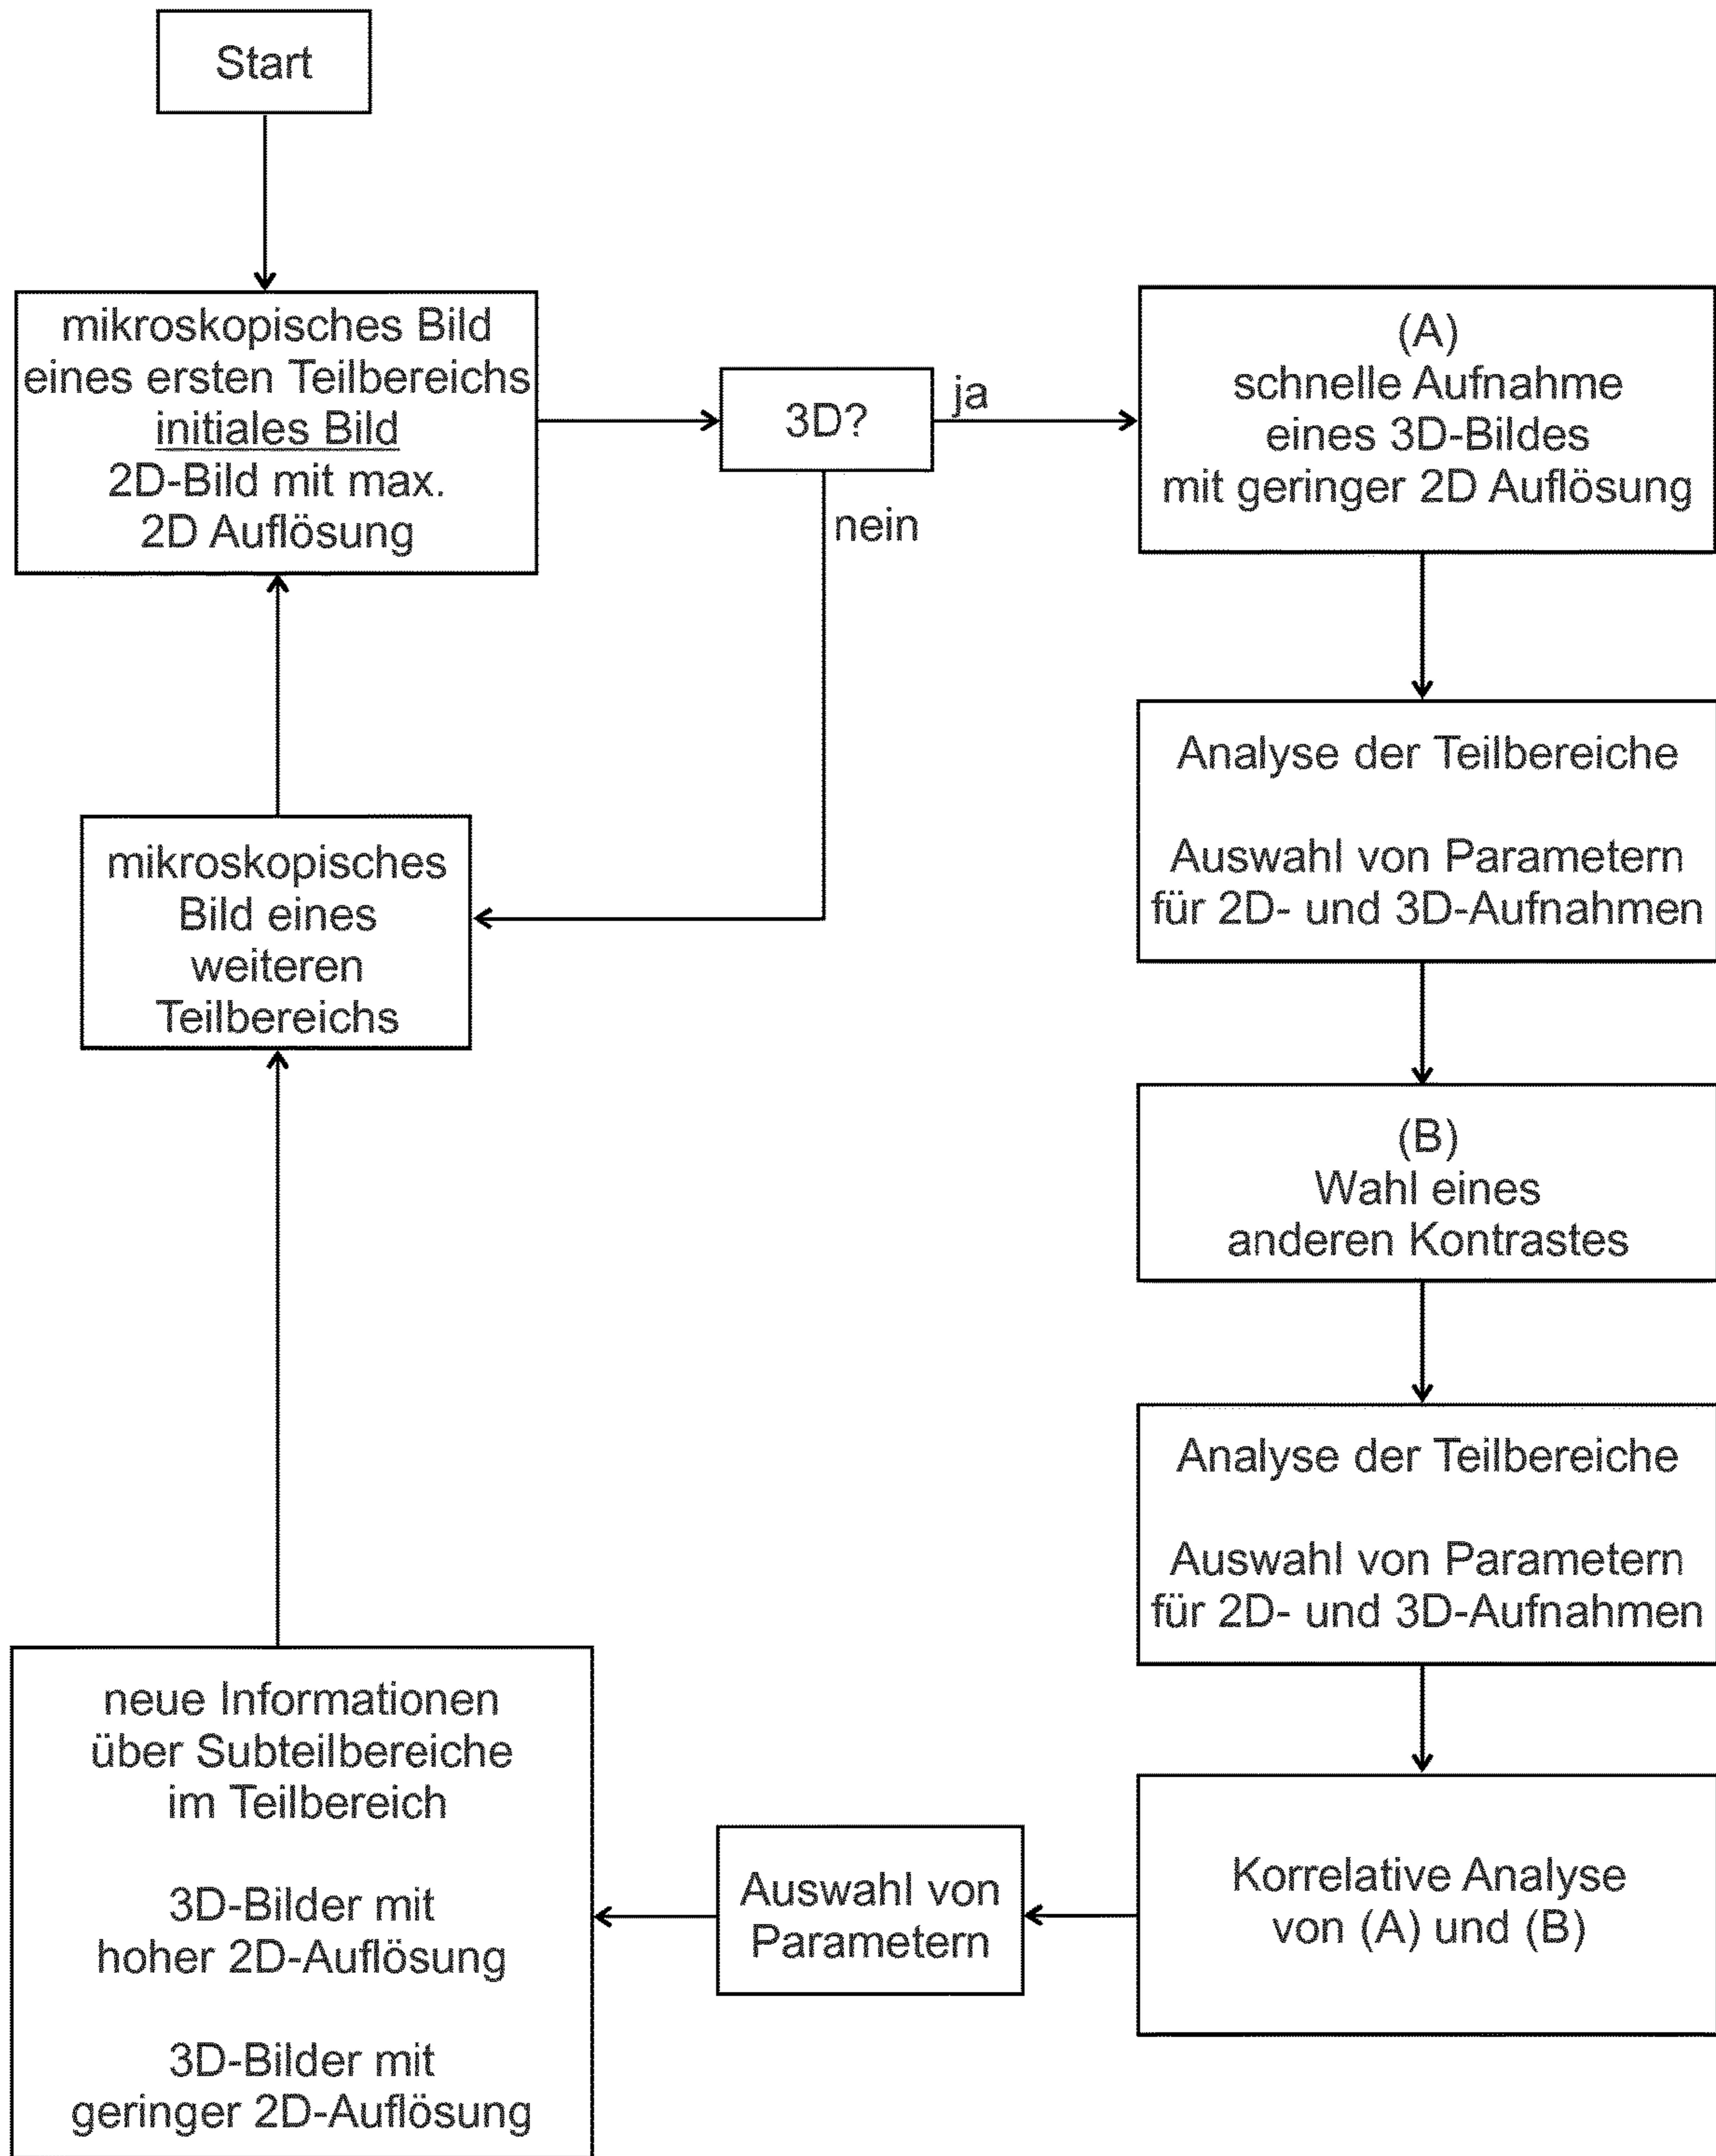 Start
mikroskopisches Bild
eines ersten Teilbereichs
initiales Bild
2D-Bild mit max.
2D Auflösung
3D?
ja
nein
(A)
schnelle Aufnahme
eines 3D-Bildes
mit geringer 2D Auflösung
Analyse der Teilbereiche
Auswahl von Parametern
für 2D- und 3D-Aufnahmen
mikroskopisches
Bild eines
weiteren
Teilbereichs
(B)
Wahl eines
anderen Kontrastes
Analyse der Teilbereiche
Auswahl von Parametern
für 2D- und 3D-Aufnahmen
Korrelative Analyse
von (A) und (B)
Auswahl von
Parametern
neue Informationen
über Subteilbereiche
im Teilbereich
3D-Bilder mit
hoher 2D-Auflösung
3D-Bilder mit
geringer 2D-Auflösung